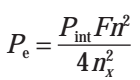 P_e = \frac{P_{int} F n^2}{4 n_x^2}